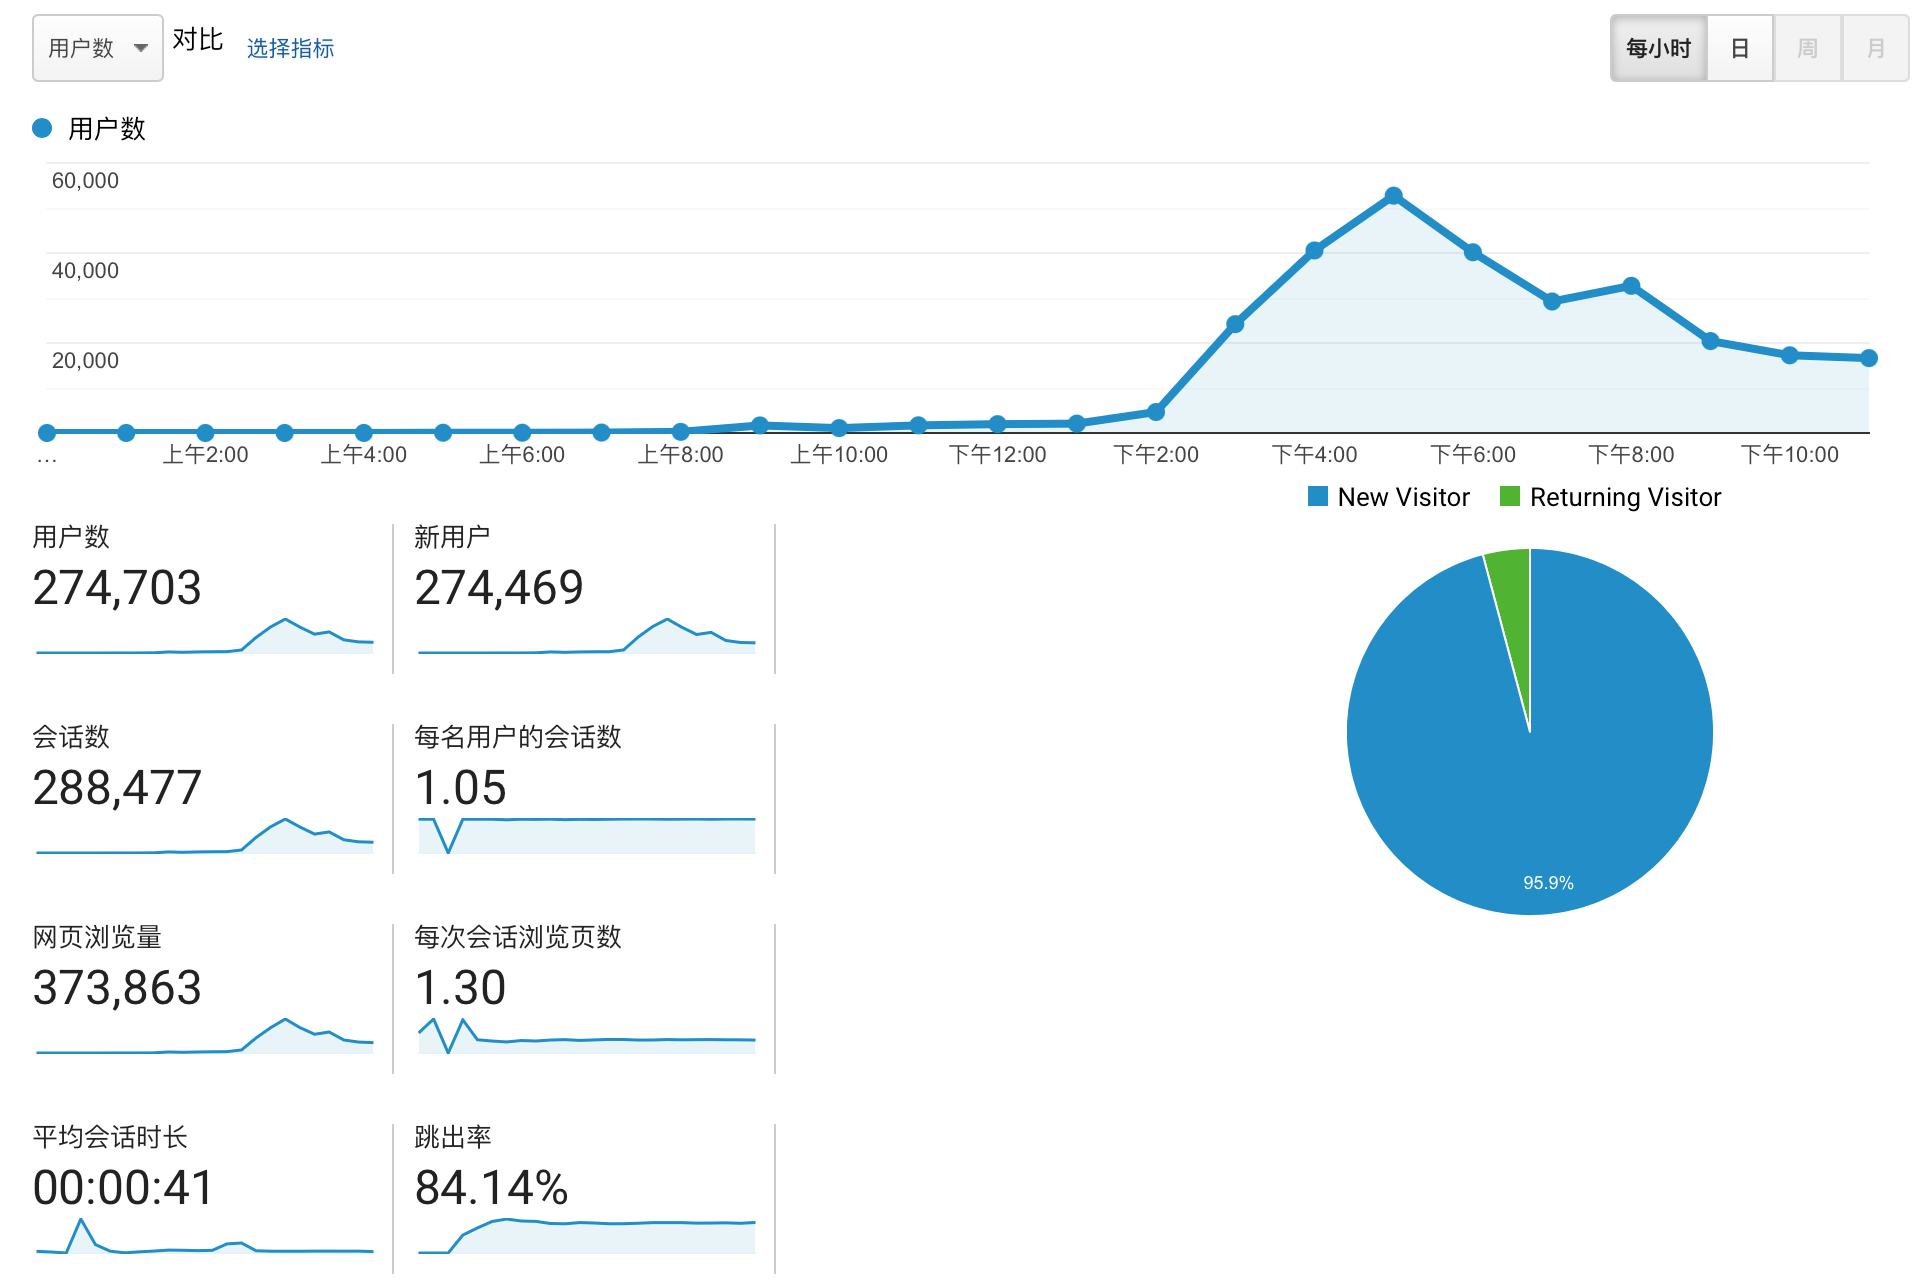 用户数 对比 选择指标 每小时 日 周 月
用户数
60,000
40,000
20,000
… 上午2:00 上午4:00 上午6:00 上午8:00 上午10:00 下午12:00 下午2:00 下午4:00 下午6:00 下午8:00 下午10:00
New Visitor Returning Visitor
用户数 新用户
274,703 274,469
会话数 每名用户的会话数
288,477 1.05
95.9%
网页浏览量 每次会话浏览页数
373,863 1.30
平均会话时长 跳出率
00:00:41 84.14%